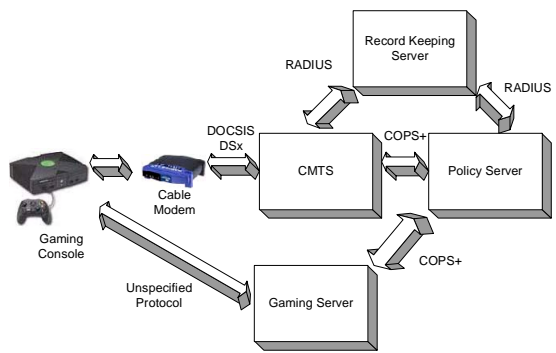 Record Keeping
Server
RADIUS
RADIUS
DOCSIS
DSx
COPS+
CMTS
Policy Server
Cable
Modem
Gaming
Console
COPS+
Unspecified
Protocol
Gaming Server